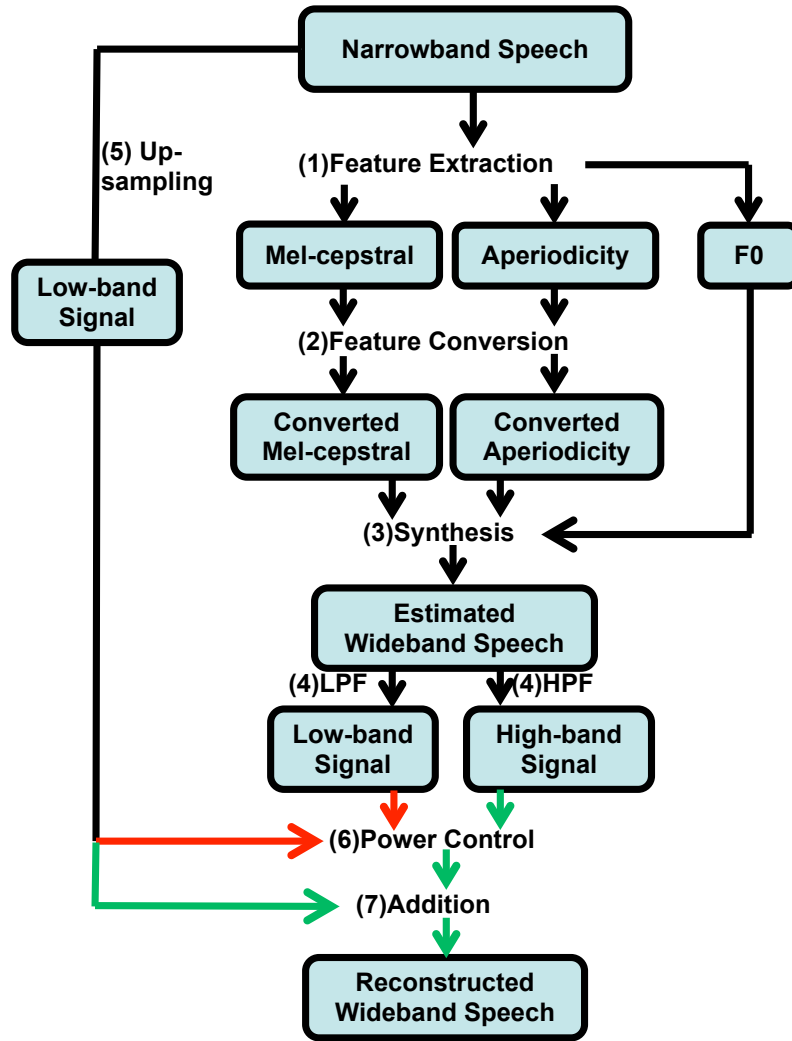 Narrowband Speech
(5) Up-
sampling
(1)Feature Extraction
Mel-cepstral
Aperiodicity
F0
Low-band
Signal
(2)Feature Conversion
Converted
Mel-cepstral
Converted
Aperiodicity
(3)Synthesis
Estimated
Wideband Speech
(4)LPF
(4)HPF
Low-band
Signal
High-band
Signal
(6)Power Control
(7)Addition
Reconstructed
Wideband Speech